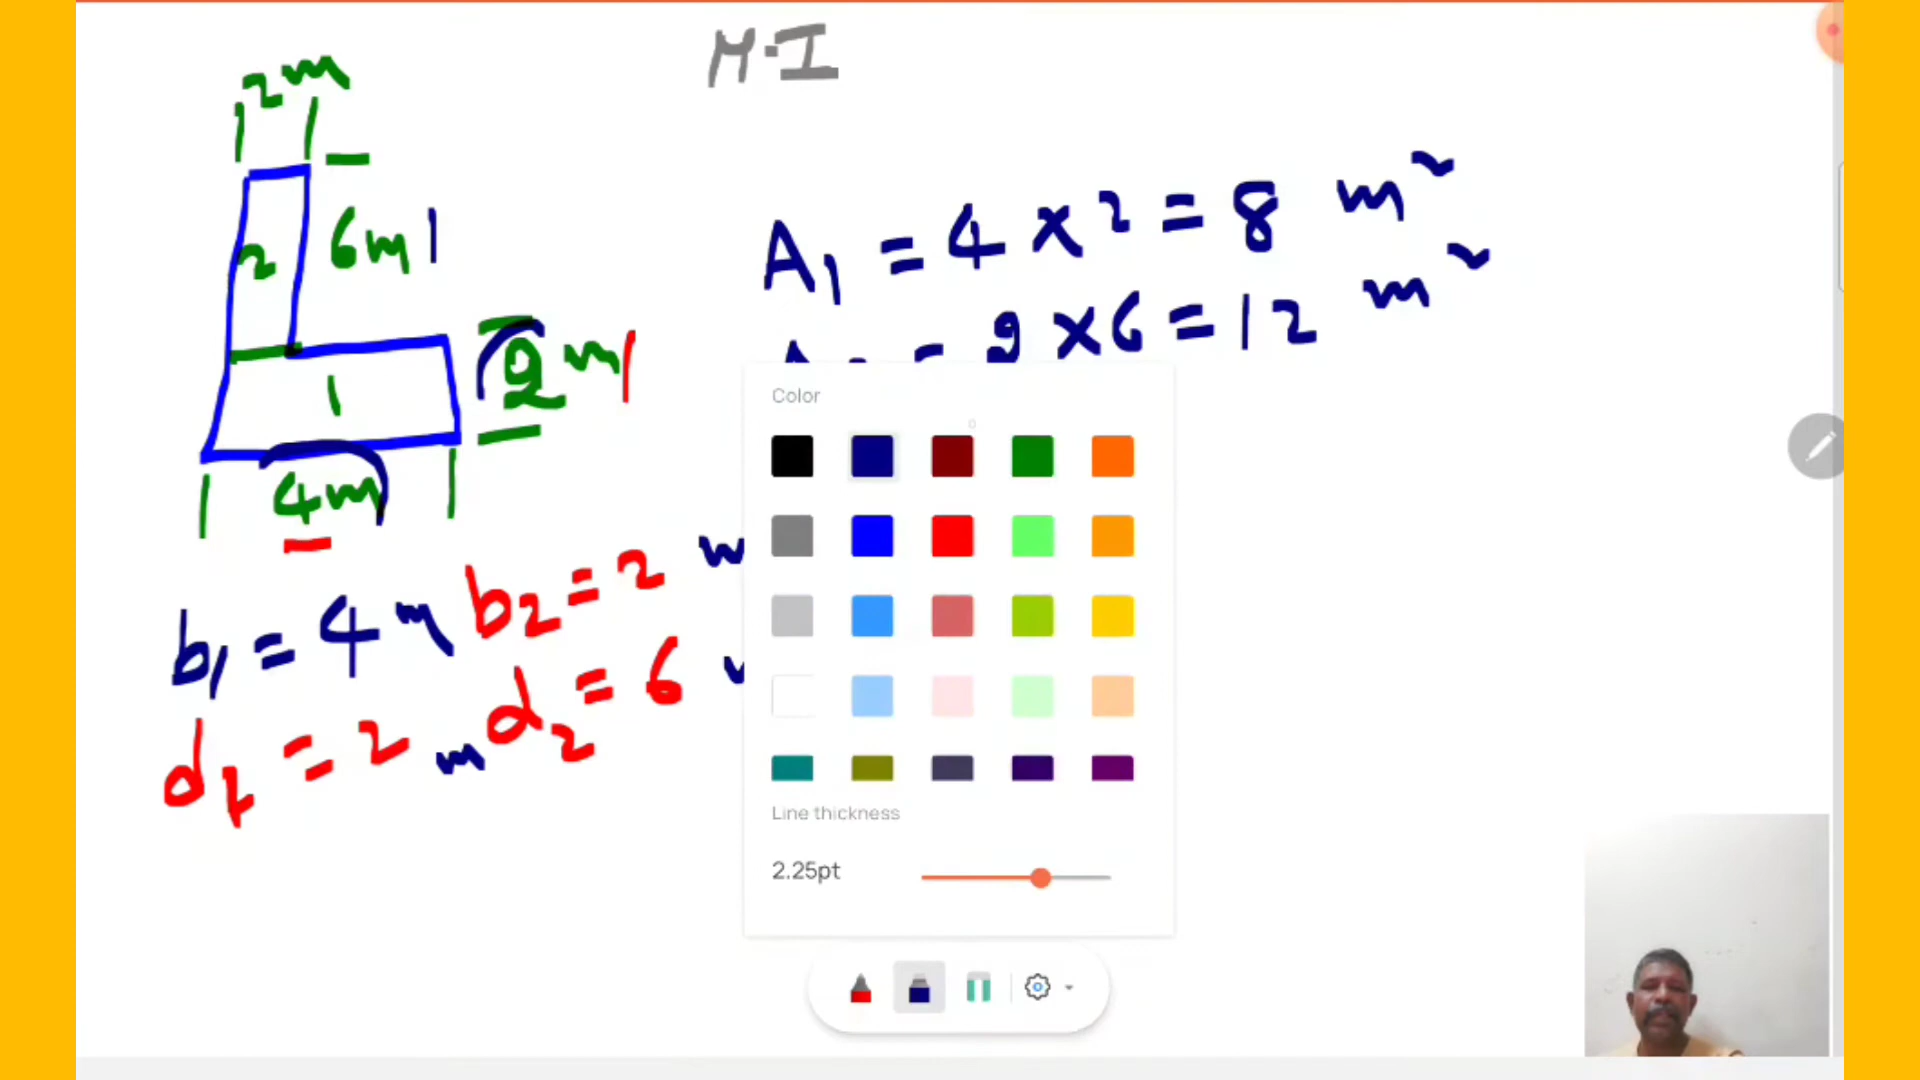 M·I
2m
2
6m
1
2m
4m
A1 = 4 x 2 = 8 m²
= 2 x 6 = 12 m²
b1 = 4 m b2 = 2
= 2 m d2 = 6
Color
Line thickness
2.25pt